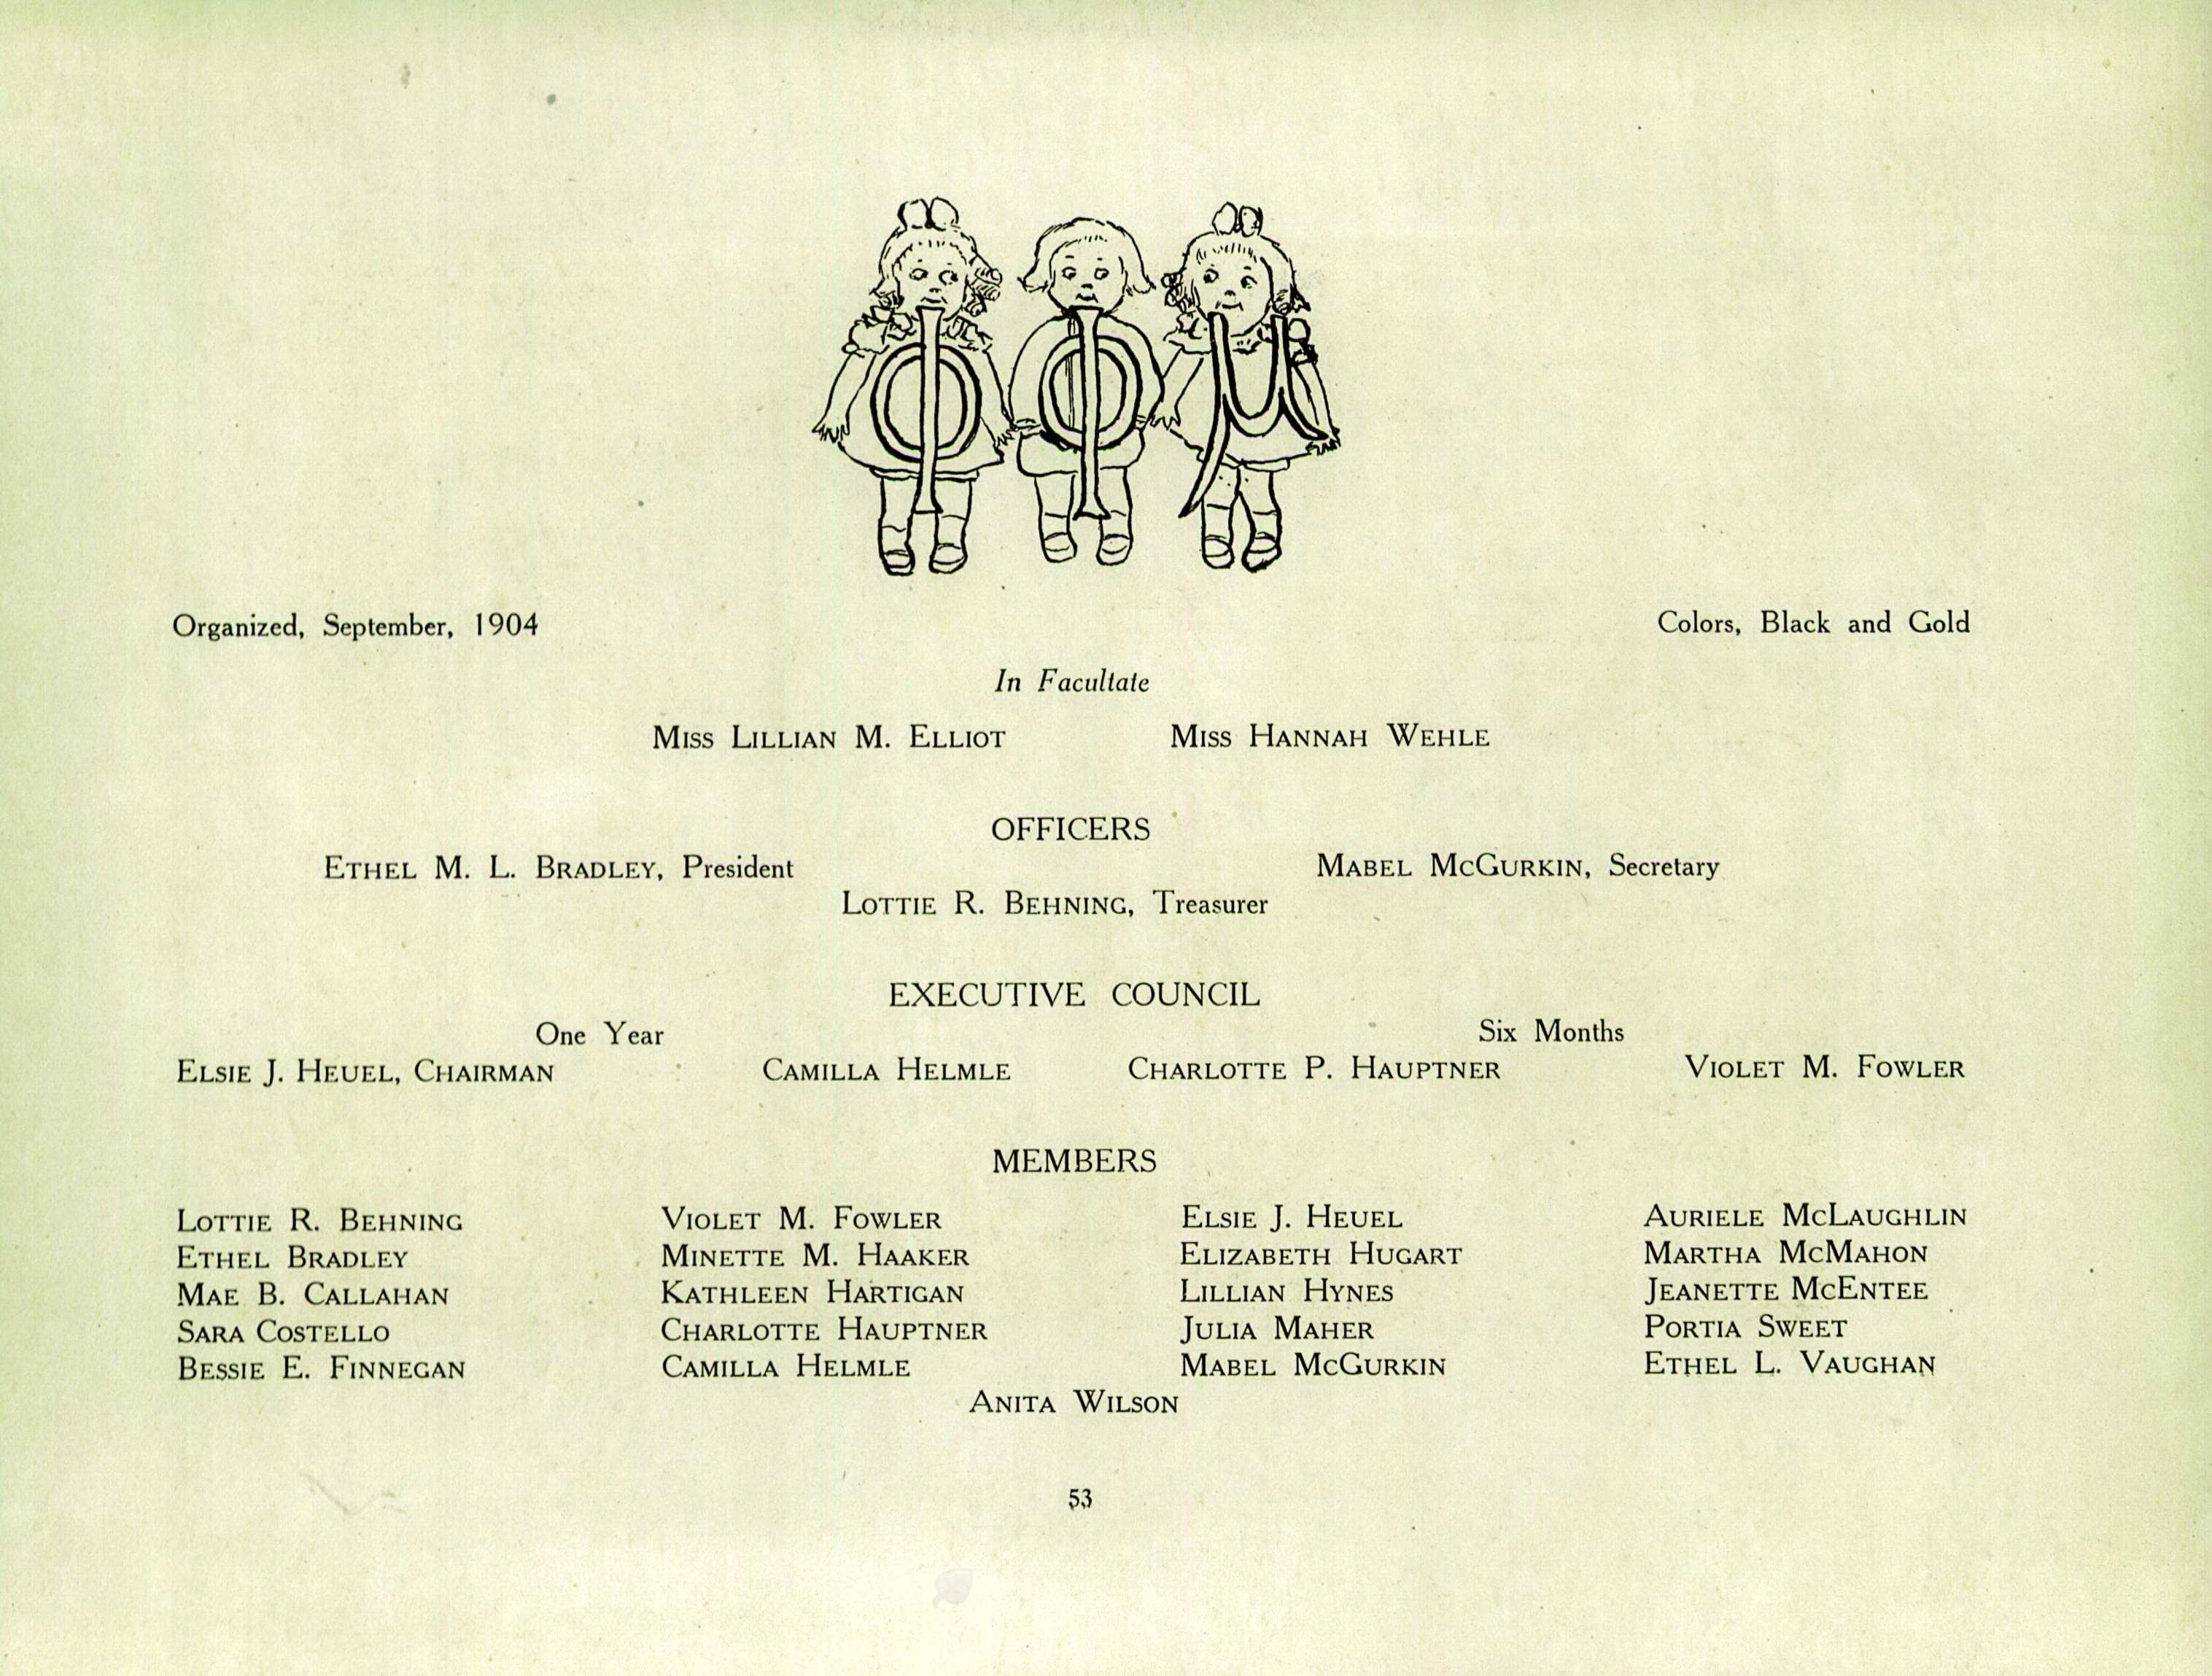 φ φ μ
Organized, September, 1904 Colors, Black and Gold
In Facultate
MISS LILLIAN M. ELLIOT MISS HANNAH WEHLE
OFFICERS
ETHEL M. L. BRADLEY, President MABEL MCGURKIN, Secretary
LOTTIE R. BEHNING, Treasurer
EXECUTIVE COUNCIL
One Year Six Months
ELSIE J. HEUEL, CHAIRMAN CAMILLA HELMLE CHARLOTTE P. HAUPTNER VIOLET M. FOWLER
MEMBERS
LOTTIE R. BEHNING VIOLET M. FOWLER ELSIE J. HEUEL AURIELE MCLAUGHLIN
ETHEL BRADLEY MINETTE M. HAAKER ELIZABETH HUGART MARTHA MCMAHON
MAE B. CALLAHAN KATHLEEN HARTIGAN LILLIAN HYNES JEANETTE MCENTEE
SARA COSTELLO CHARLOTTE HAUPTNER JULIA MAHER PORTIA SWEET
BESSIE E. FINNEGAN CAMILLA HELMLE MABEL MCGURKIN ETHEL L. VAUGHAN
ANITA WILSON
53